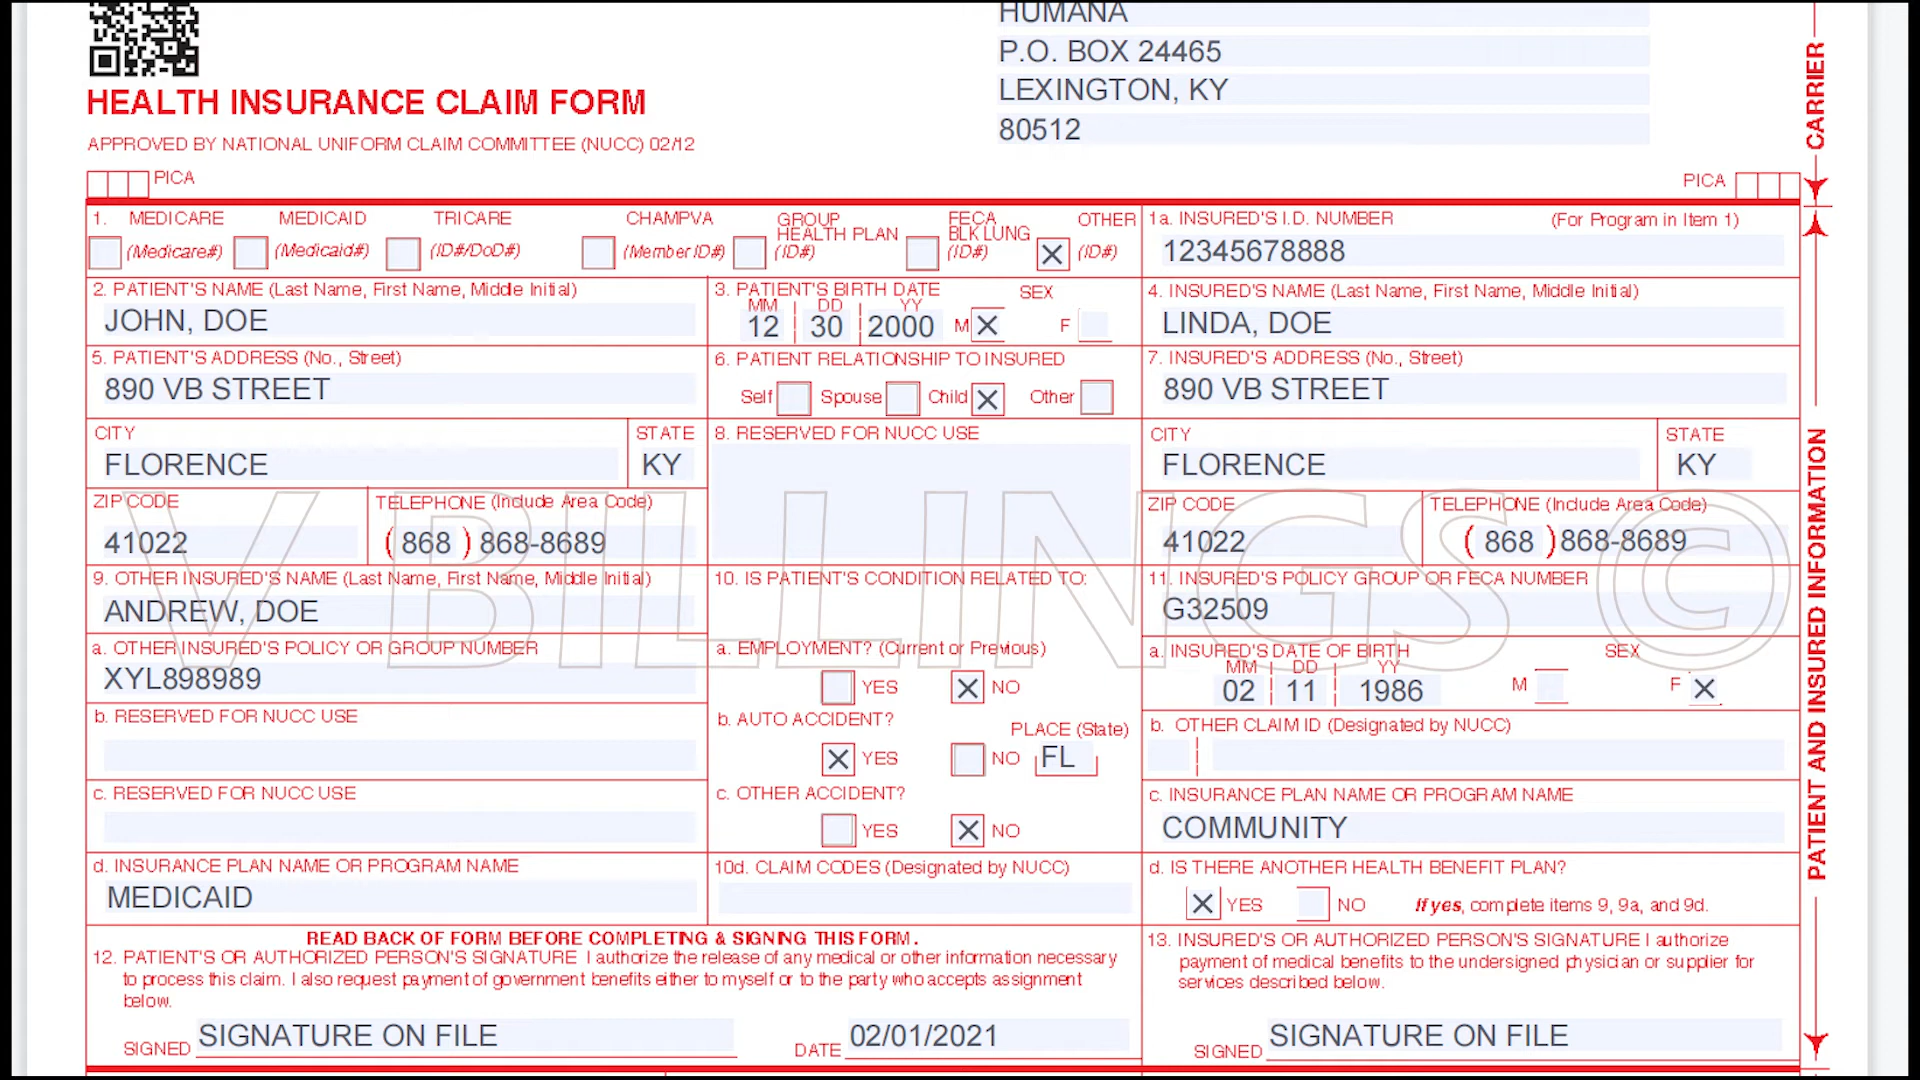 HUMANA
P.O. BOX 24465
LEXINGTON, KY
80512
CARRIER
HEALTH INSURANCE CLAIM FORM
APPROVED BY NATIONAL UNIFORM CLAIM COMMITTEE (NUCC) 02/12
PICA
PICA
1. MEDICARE MEDICAID TRICARE CHAMPVA GROUP HEALTH PLAN FECA BLK LUNG OTHER
(Medicare#) (Medicaid#) (ID#/DoD#) (Member ID#) (ID#) (ID#) X (ID#)
1a. INSURED'S I.D. NUMBER (For Program in Item 1)
12345678888
2. PATIENT'S NAME (Last Name, First Name, Middle Initial)
JOHN, DOE
3. PATIENT'S BIRTH DATE SEX
MM DD YY
12 30 2000 M X F
4. INSURED'S NAME (Last Name, First Name, Middle Initial)
LINDA, DOE
5. PATIENT'S ADDRESS (No., Street)
890 VB STREET
6. PATIENT RELATIONSHIP TO INSURED
Self Spouse Child X Other
7. INSURED'S ADDRESS (No., Street)
890 VB STREET
CITY STATE
FLORENCE KY
8. RESERVED FOR NUCC USE
CITY STATE
FLORENCE KY
ZIP CODE TELEPHONE (Include Area Code)
41022 (868) 868-8689
ZIP CODE TELEPHONE (Include Area Code)
41022 (868) 868-8689
V BILLINGS ©
9. OTHER INSURED'S NAME (Last Name, First Name, Middle Initial)
ANDREW, DOE
10. IS PATIENT'S CONDITION RELATED TO:
11. INSURED'S POLICY GROUP OR FECA NUMBER
G32509
a. OTHER INSURED'S POLICY OR GROUP NUMBER
XYL898989
a. EMPLOYMENT? (Current or Previous)
YES X NO
a. INSURED'S DATE OF BIRTH SEX
MM DD YY
02 11 1986 M F X
b. RESERVED FOR NUCC USE
b. AUTO ACCIDENT? PLACE (State)
X YES NO FL
b. OTHER CLAIM ID (Designated by NUCC)
c. RESERVED FOR NUCC USE
c. OTHER ACCIDENT?
YES X NO
c. INSURANCE PLAN NAME OR PROGRAM NAME
COMMUNITY
d. INSURANCE PLAN NAME OR PROGRAM NAME
MEDICAID
10d. CLAIM CODES (Designated by NUCC)
d. IS THERE ANOTHER HEALTH BENEFIT PLAN?
X YES NO If yes, complete items 9, 9a, and 9d.
READ BACK OF FORM BEFORE COMPLETING & SIGNING THIS FORM.
12. PATIENT'S OR AUTHORIZED PERSON'S SIGNATURE I authorize the release of any medical or other information necessary
to process this claim. I also request payment of government benefits either to myself or to the party who accepts assignment
below.
SIGNED SIGNATURE ON FILE DATE 02/01/2021
13. INSURED'S OR AUTHORIZED PERSON'S SIGNATURE I authorize
payment of medical benefits to the undersigned physician or supplier for
services described below.
SIGNED SIGNATURE ON FILE
PATIENT AND INSURED INFORMATION